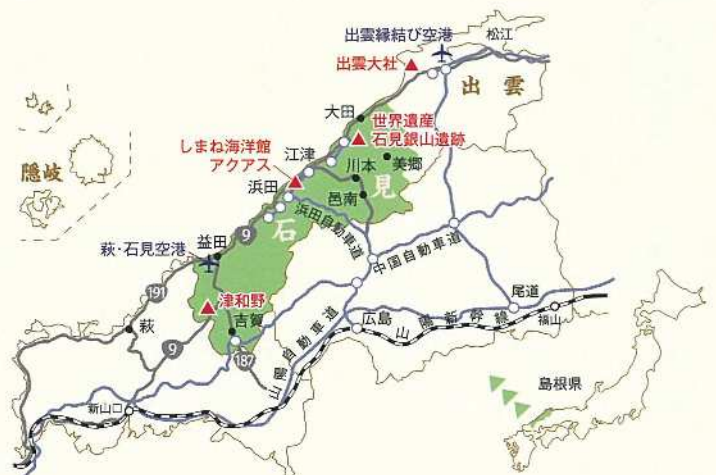 出雲縁結び空港
松江
出雲大社
出雲
大田
世界遺産
石見銀山遺跡
しまね海洋館
アクアス
江津
川本
美郷
隠岐
浜田
邑南
見
石
浜田自動車道
9
萩・石見空港
益田
中国自動車道
191
津和野
吉賀
尾道
萩
広島
山陽新幹線
福山
9
187
山陽自動車道
島根県
新山口